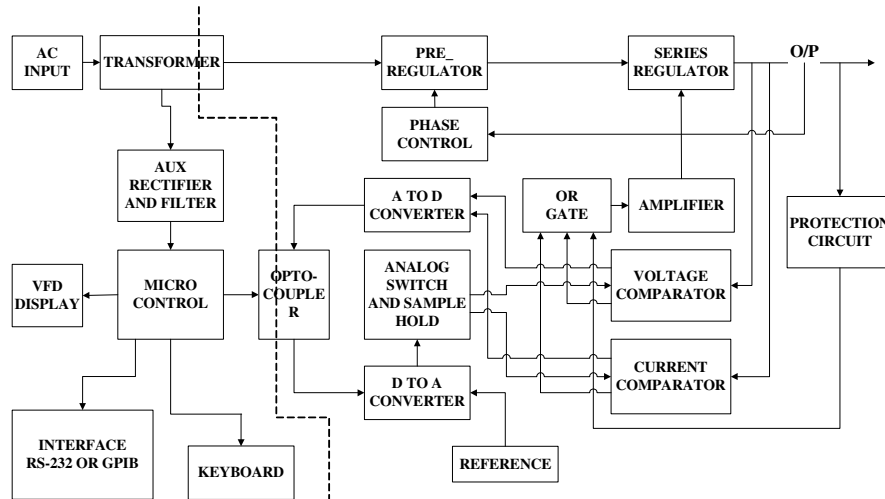 AC
INPUT
TRANSFORMER
PRE_
REGULATOR
SERIES
REGULATOR
O/P
PHASE
CONTROL
AUX
RECTIFIER
AND FILTER
A TO D
CONVERTER
OR
GATE
AMPLIFIER
PROTECTION
CIRCUIT
VFD
DISPLAY
MICRO
CONTROL
OPTO-
COUPLE
R
ANALOG
SWITCH
AND SAMPLE
HOLD
VOLTAGE
COMPARATOR
CURRENT
COMPARATOR
D TO A
CONVERTER
INTERFACE
RS-232 OR GPIB
KEYBOARD
REFERENCE